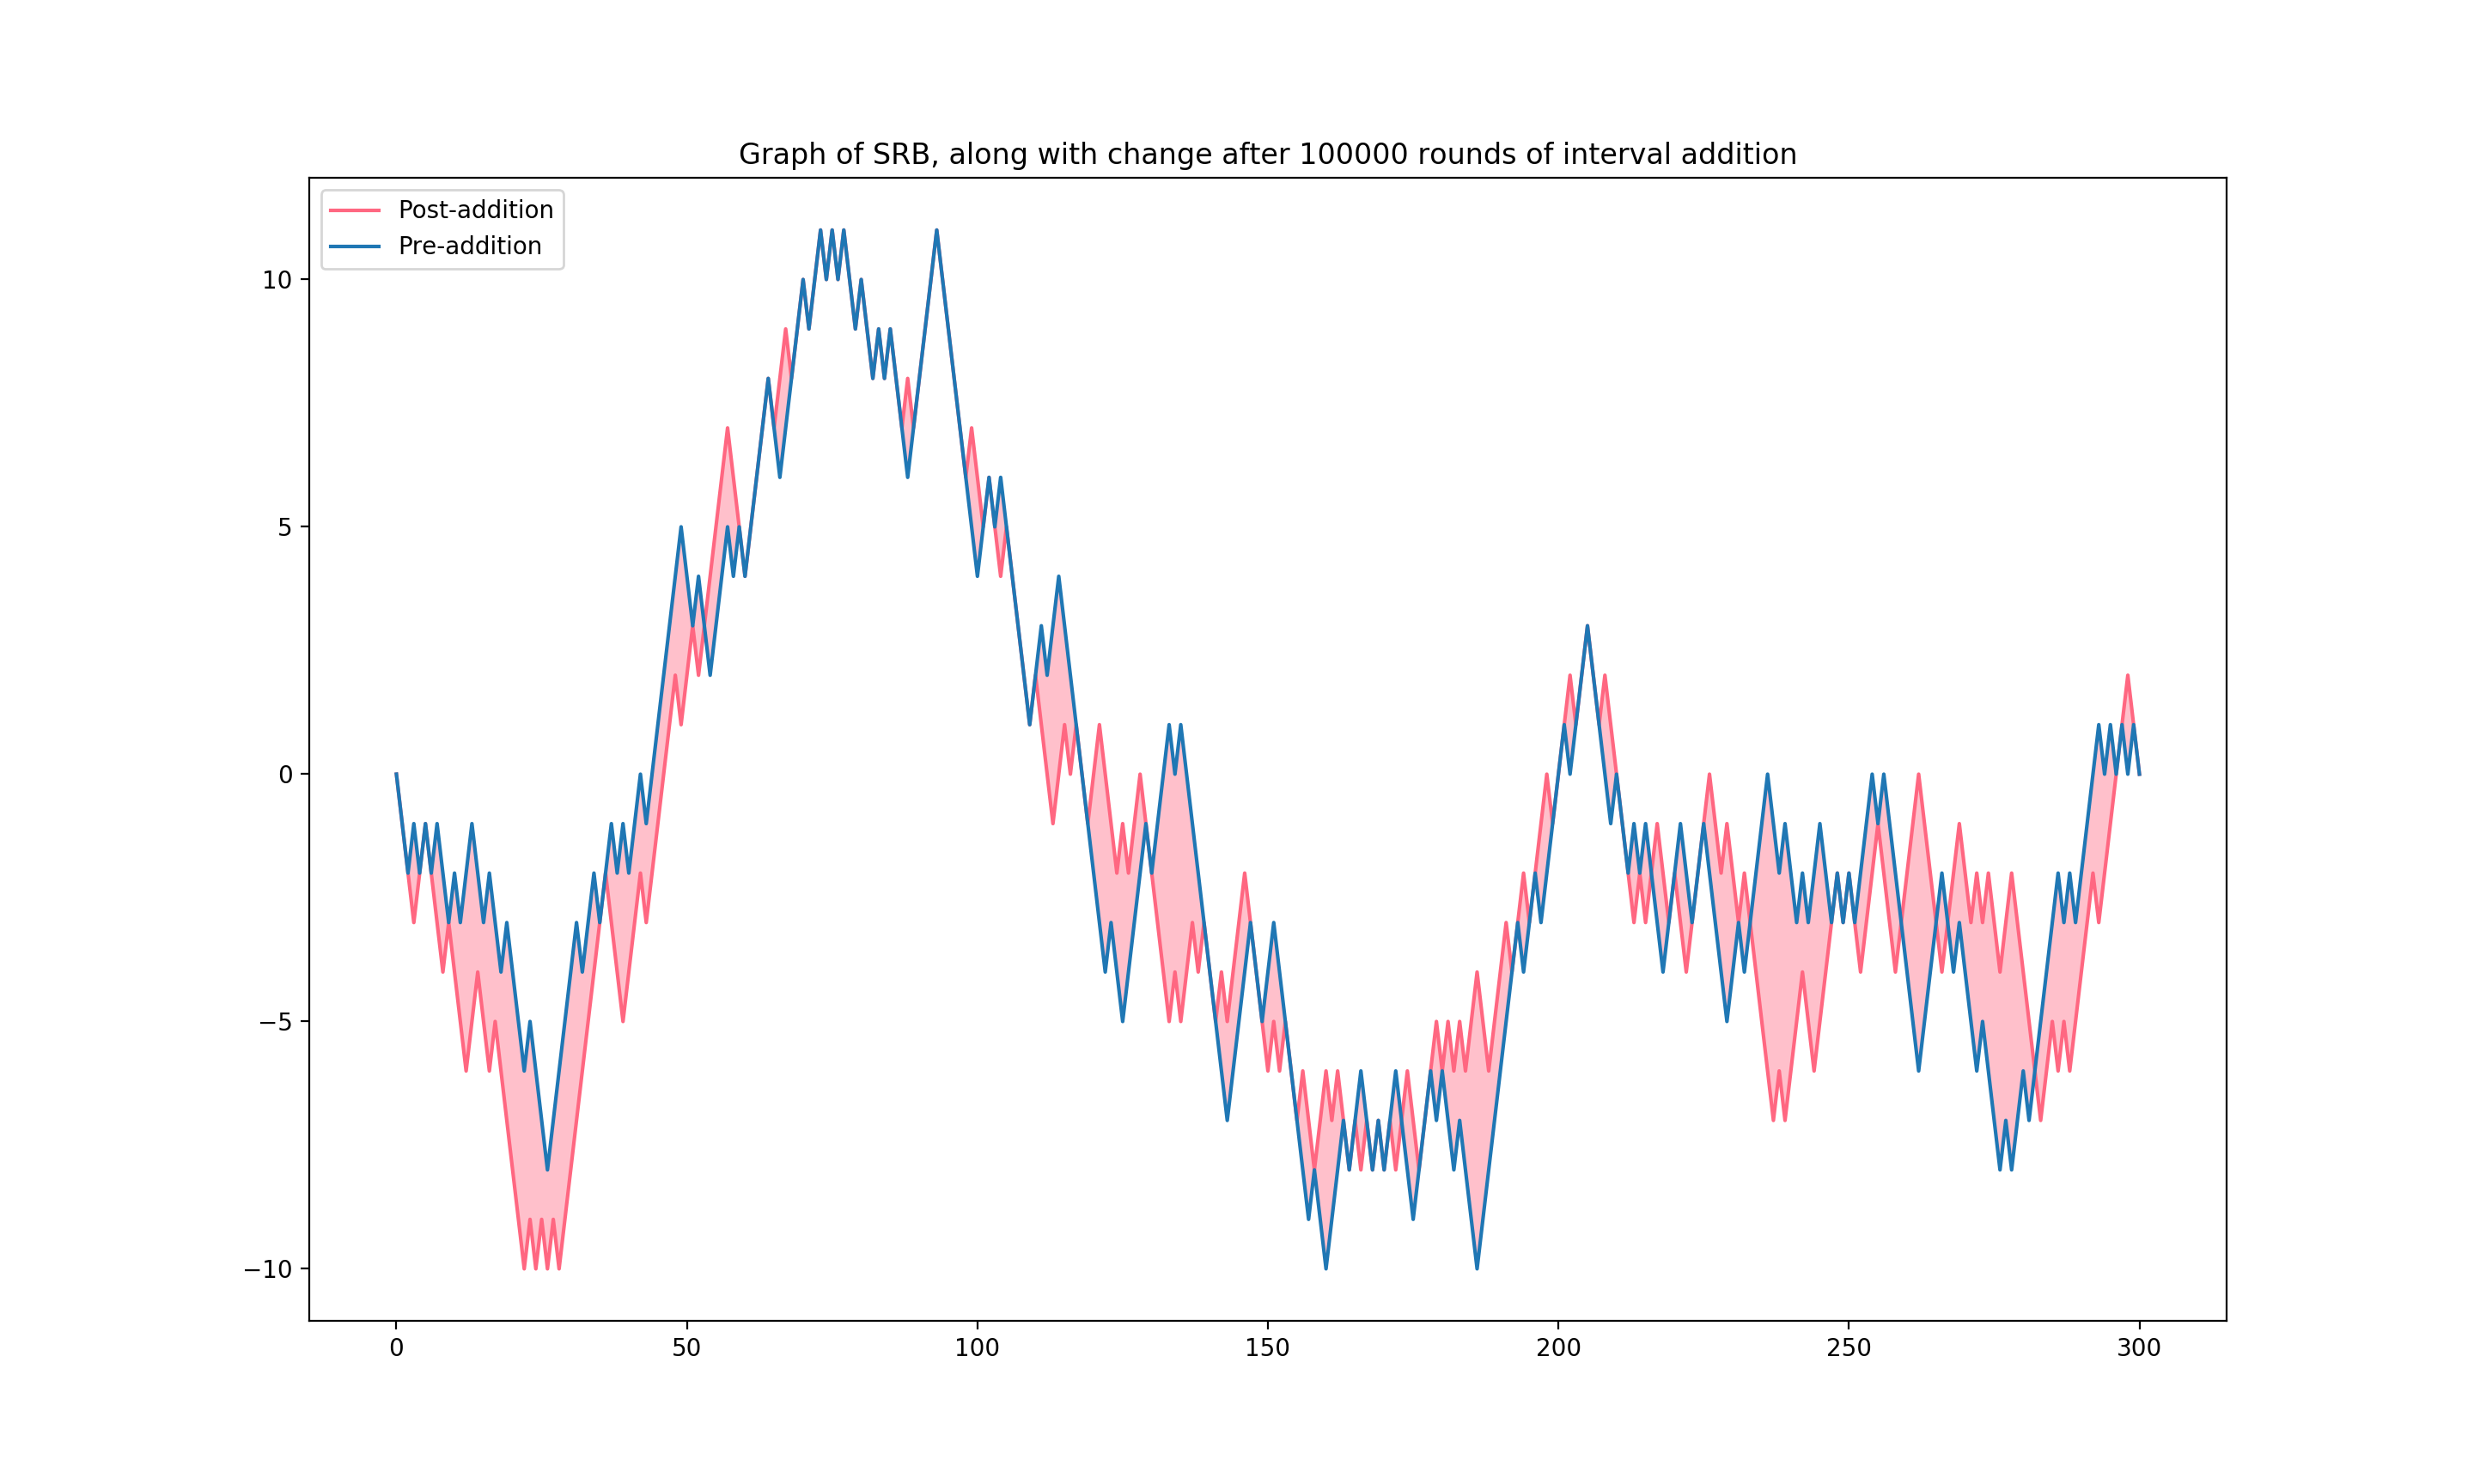 Graph of SRB, along with change after 100000 rounds of interval addition
Post-addition
Pre-addition
10
5
0
−5
−10
0 50 100 150 200 250 300